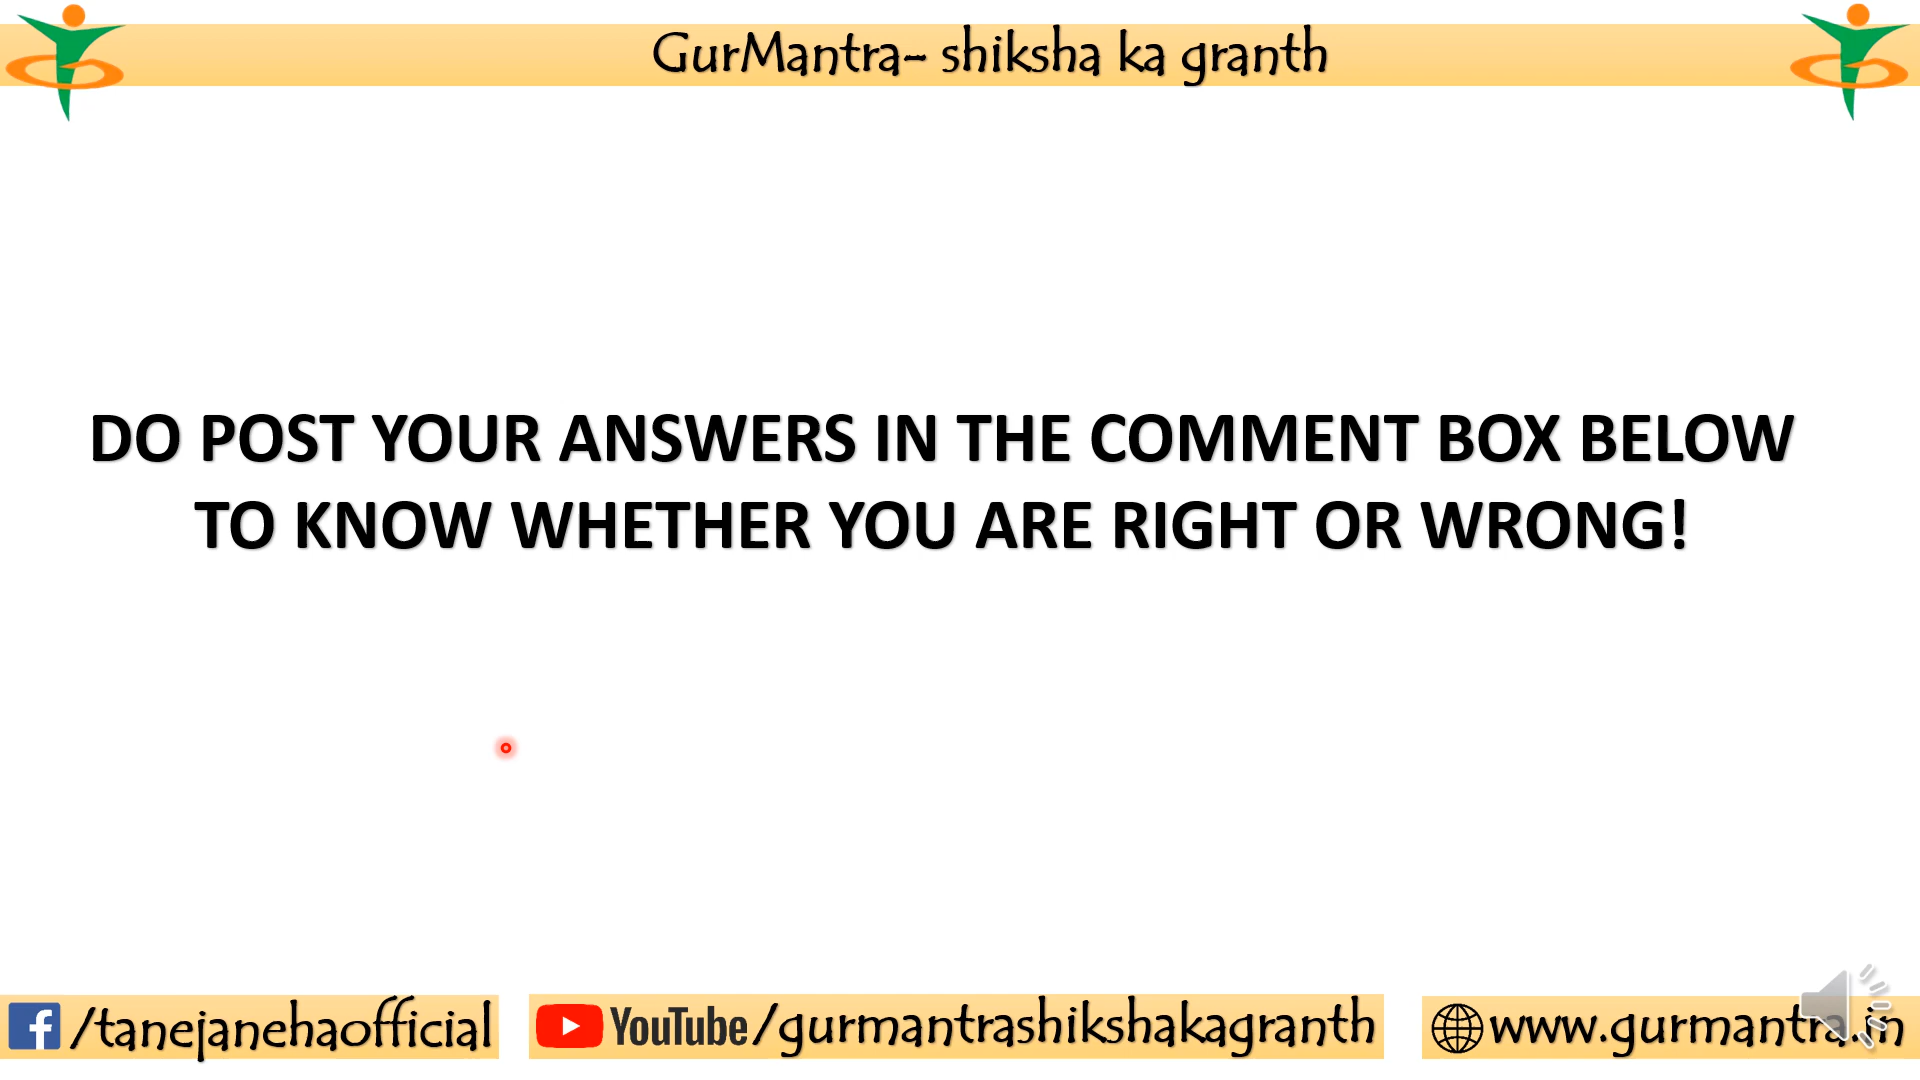 GurMantra- shiksha ka granth
DO POST YOUR ANSWERS IN THE COMMENT BOX BELOW
TO KNOW WHETHER YOU ARE RIGHT OR WRONG!
/tanejanehaofficial
YouTube/gurmantrashikshakagranth
www.gurmantra.in